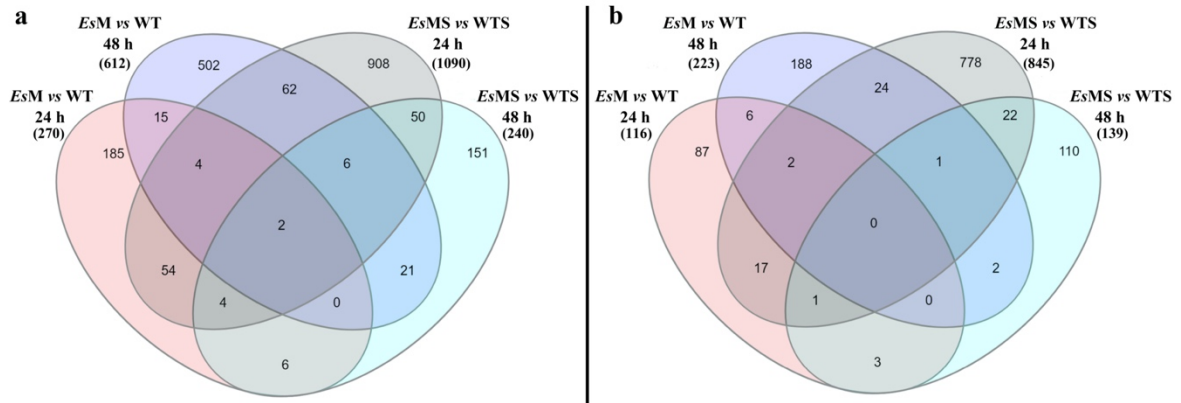 a
EsM vs WT
48 h
(612)
EsMS vs WTS
24 h
(1090)
EsM vs WT
24 h
(270)
EsMS vs WTS
48 h
(240)
502
908
62
15
50
185
151
4
6
2
54
21
4
0
6
b
EsM vs WT
48 h
(223)
EsMS vs WTS
24 h
(845)
EsM vs WT
24 h
(116)
EsMS vs WTS
48 h
(139)
188
778
24
6
22
87
110
2
1
0
17
2
1
0
3